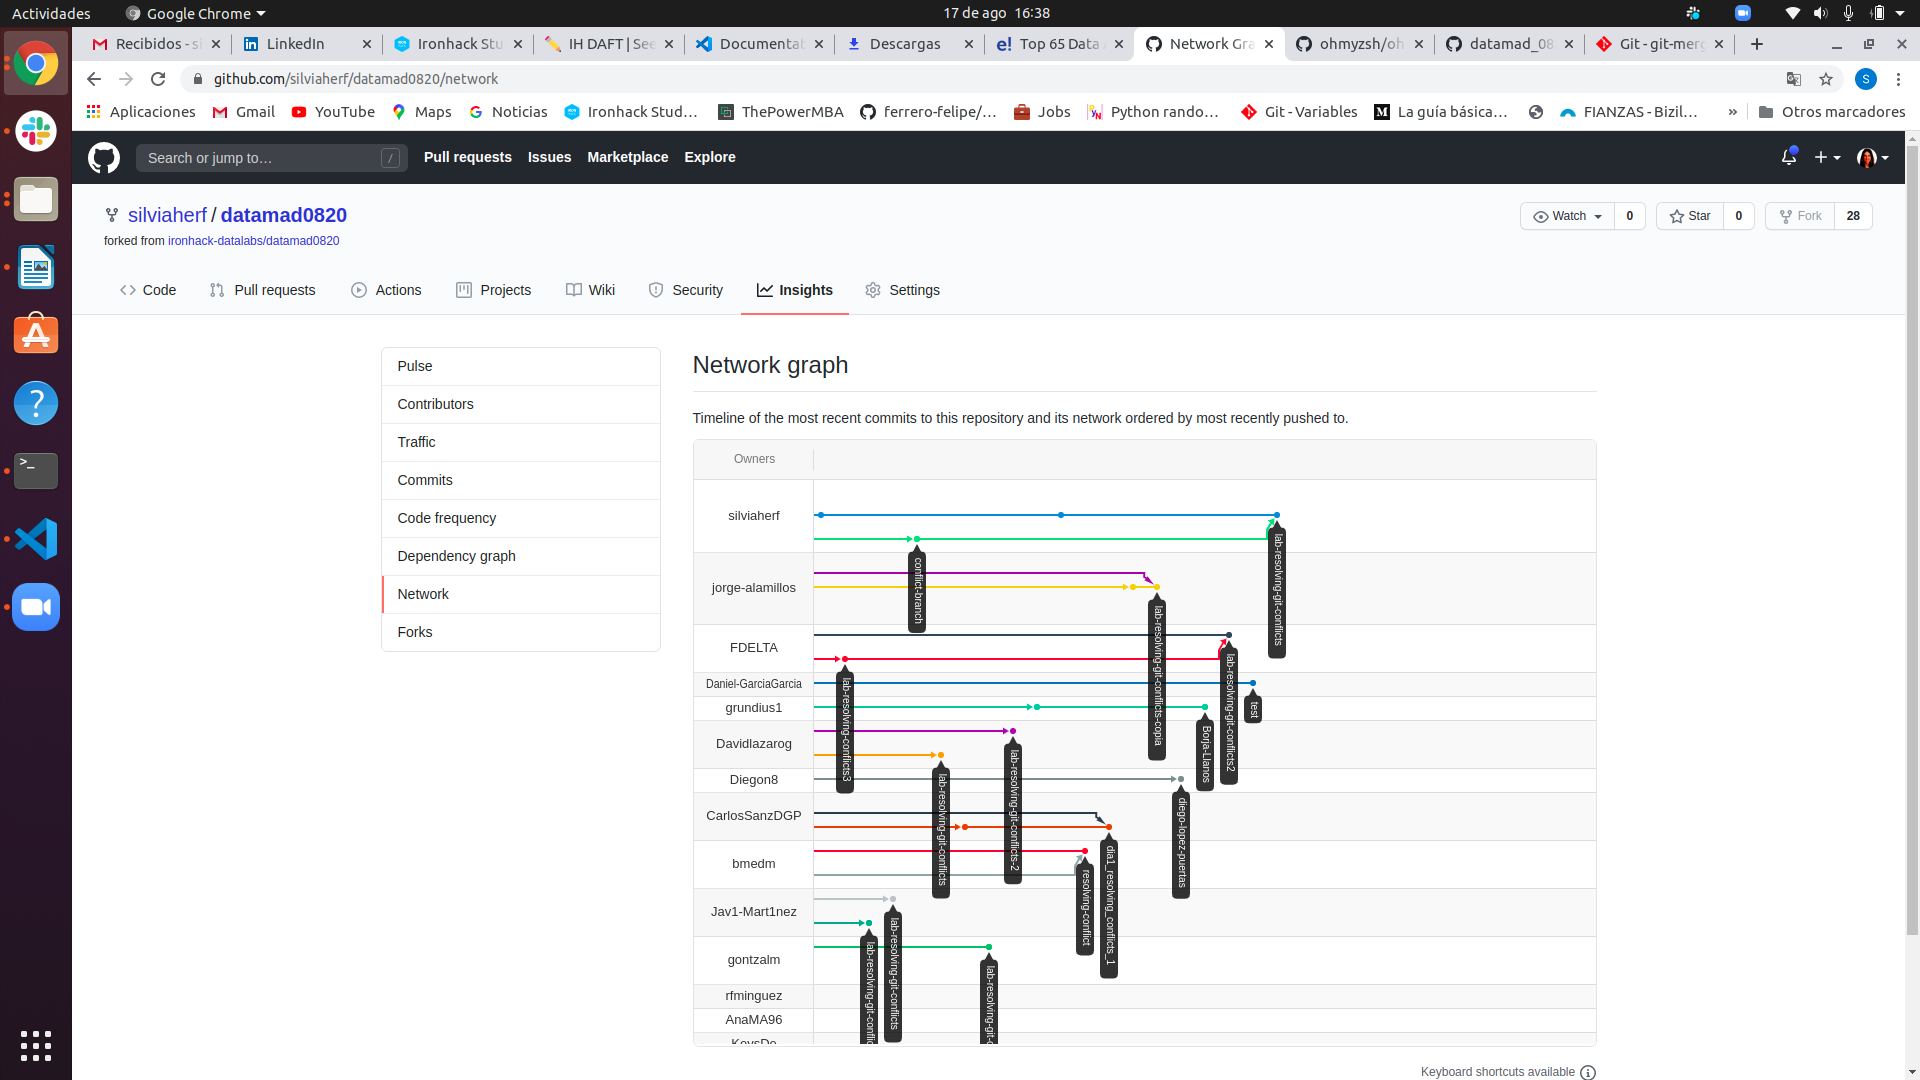 Actividades
Google Chrome
17 de ago 16:38
Recibidos - si
LinkedIn
Ironhack Stu
IH DAFT | See
Documentat
Descargas
Top 65 Data A
Network Gra
ohmyzsh/oh
datamad_08
Git - git-merg
github.com/silviaherf/datamad0820/network
S
Aplicaciones
Gmail
YouTube
Maps
Noticias
Ironhack Stud…
ThePowerMBA
ferrero-felipe/…
Jobs
Python rando…
Git - Variables
La guía básica…
FIANZAS - Bizil…
»
Otros marcadores
Search or jump to…
/
Pull requests
Issues
Marketplace
Explore
silviaherf / datamad0820
forked from ironhack-datalabs/datamad0820
Watch 0
Star 0
Fork 28
Code
Pull requests
Actions
Projects
Wiki
Security
Insights
Settings
Pulse
Contributors
Traffic
Commits
Code frequency
Dependency graph
Network
Forks
Network graph
Timeline of the most recent commits to this repository and its network ordered by most recently pushed to.
Owners
silviaherf
jorge-alamillos
FDELTA
Daniel-GarciaGarcia
grundius1
Davidlazarog
Diegon8
CarlosSanzDGP
bmedm
Jav1-Mart1nez
gontzalm
rfminguez
AnaMA96
KeysDe
conflict-branch
lab-resolving-git-conflicts
lab-resolving-git-conflicts-copia
lab-resolving-git-conflicts2
lab-resolving-conflicts3
test
Borja-Llanos
lab-resolving-git-conflicts-2
lab-resolving-git-conflicts
diego-lopez-puertas
dia1_resolving_conflicts_1
resolving-conflict
lab-resolving-git-conflicts
lab-resolving-git-conflic
lab-resolving-git-c
Keyboard shortcuts available